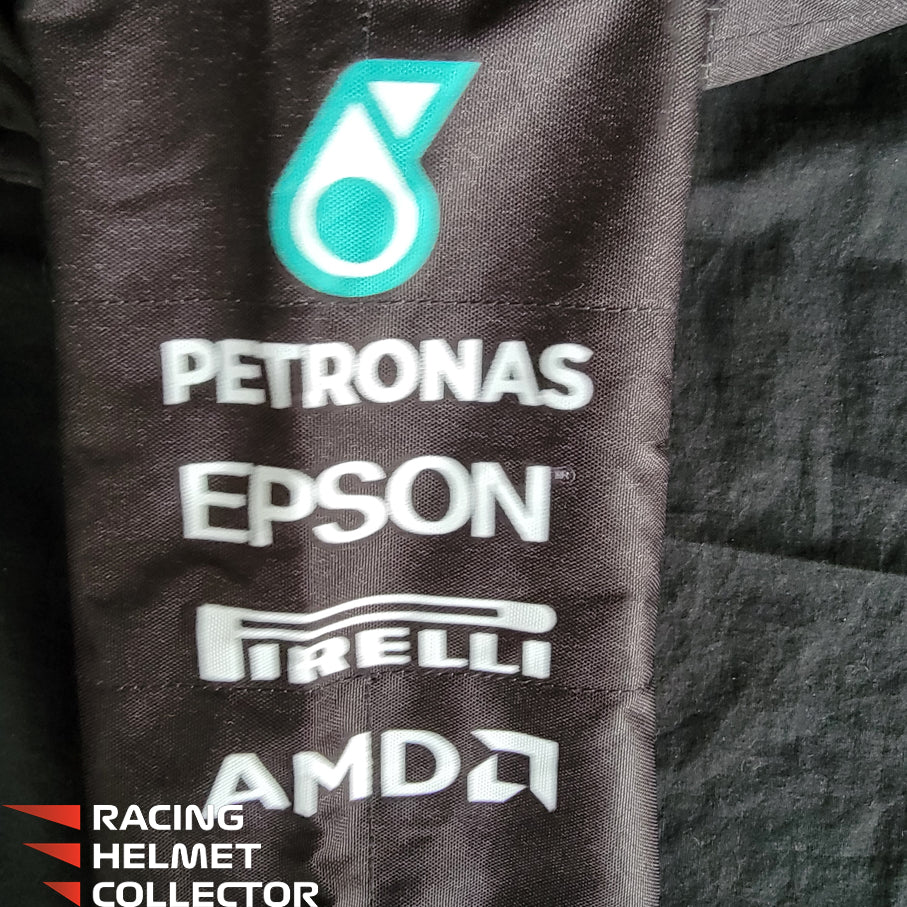 PETRONAS
EPSON
PIRELLI
AMD
RACING
HELMET
COLLECTOR